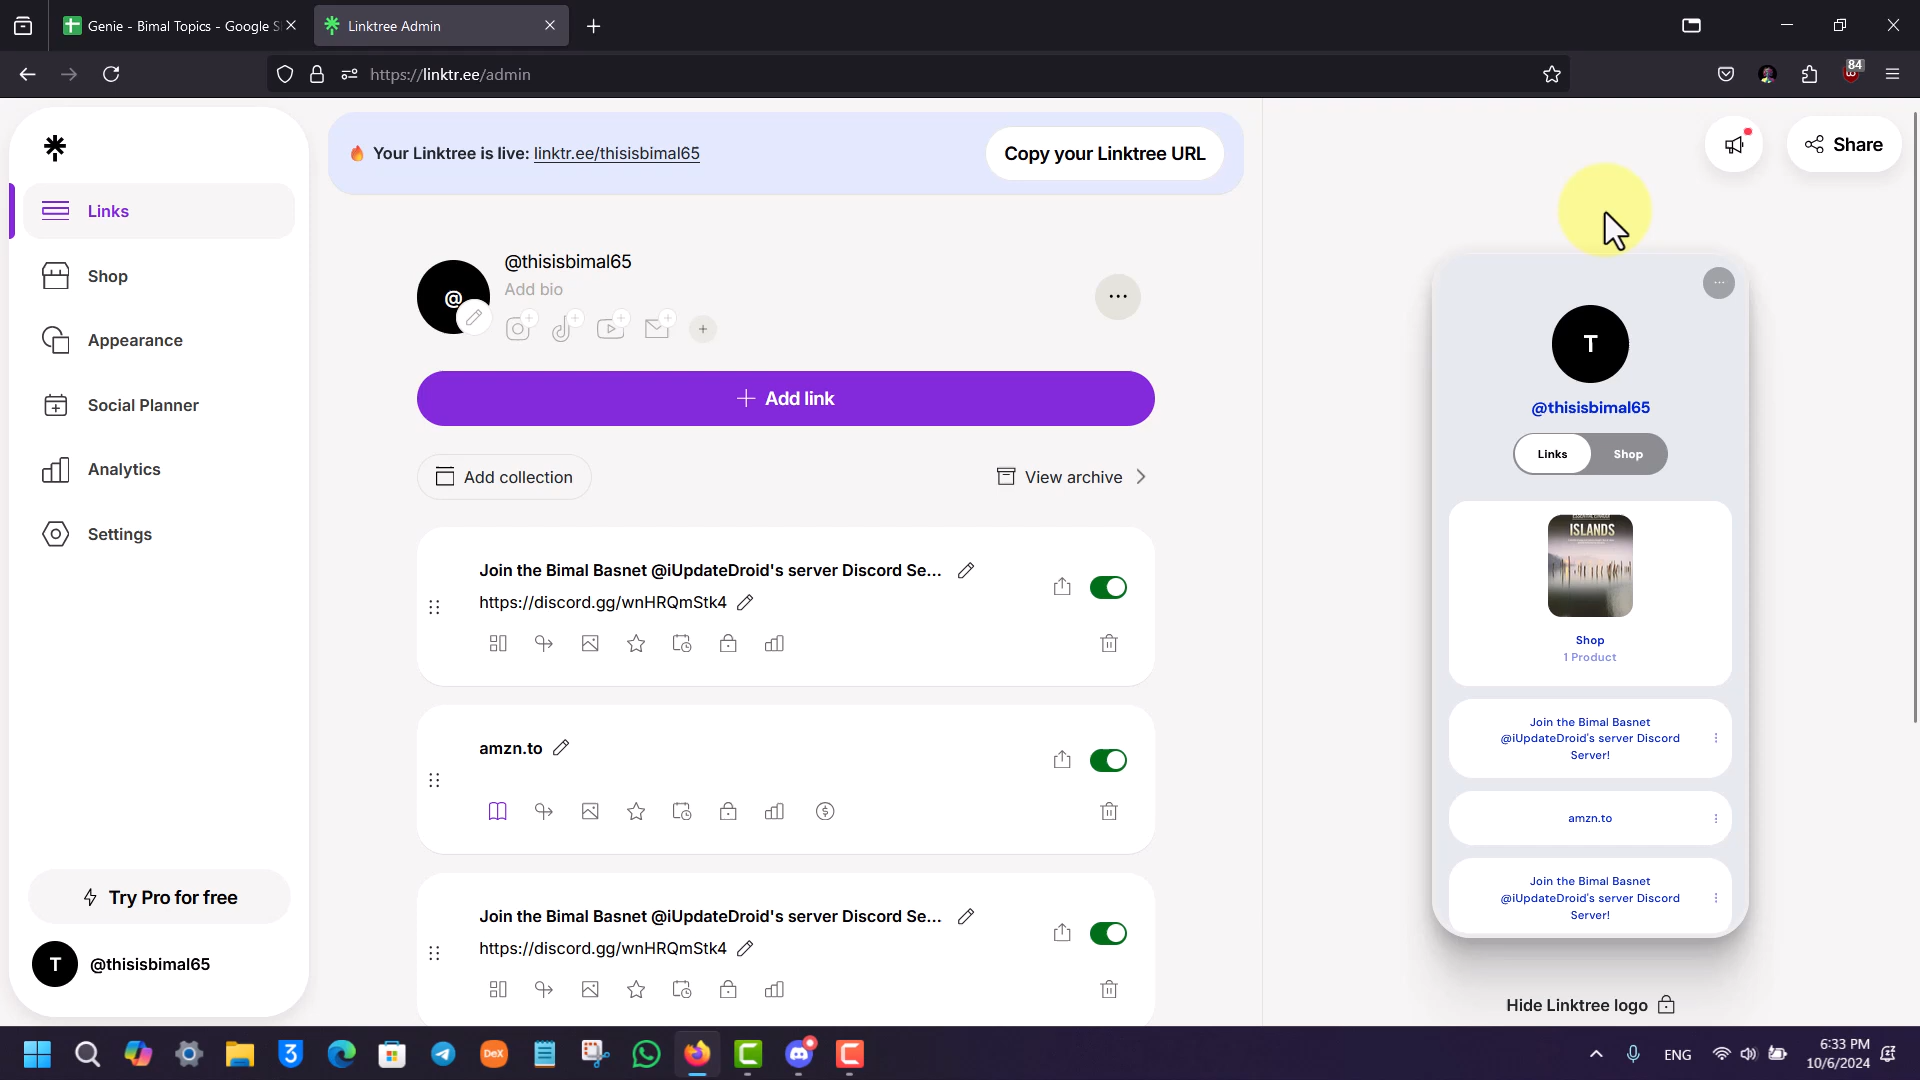 Genie - Bimal Topics - Google S
Linktree Admin
https://linktr.ee/admin
84
Your Linktree is live: linktr.ee/thisisbimal65
Copy your Linktree URL
Share
Links
Shop
Appearance
Social Planner
Analytics
Settings
Try Pro for free
T
@thisisbimal65
@
@thisisbimal65
Add bio
Add link
Add collection
View archive
Join the Bimal Basnet @iUpdateDroid's server Discord Se...
https://discord.gg/wnHRQmStk4
amzn.to
Join the Bimal Basnet @iUpdateDroid's server Discord Se...
https://discord.gg/wnHRQmStk4
T
@thisisbimal65
Links
Shop
ISLANDS
Shop
1 Product
Join the Bimal Basnet
@iUpdateDroid's server Discord
Server!
amzn.to
Join the Bimal Basnet
@iUpdateDroid's server Discord
Server!
Hide Linktree logo
3
DeX
ENG
6:33 PM
10/6/2024